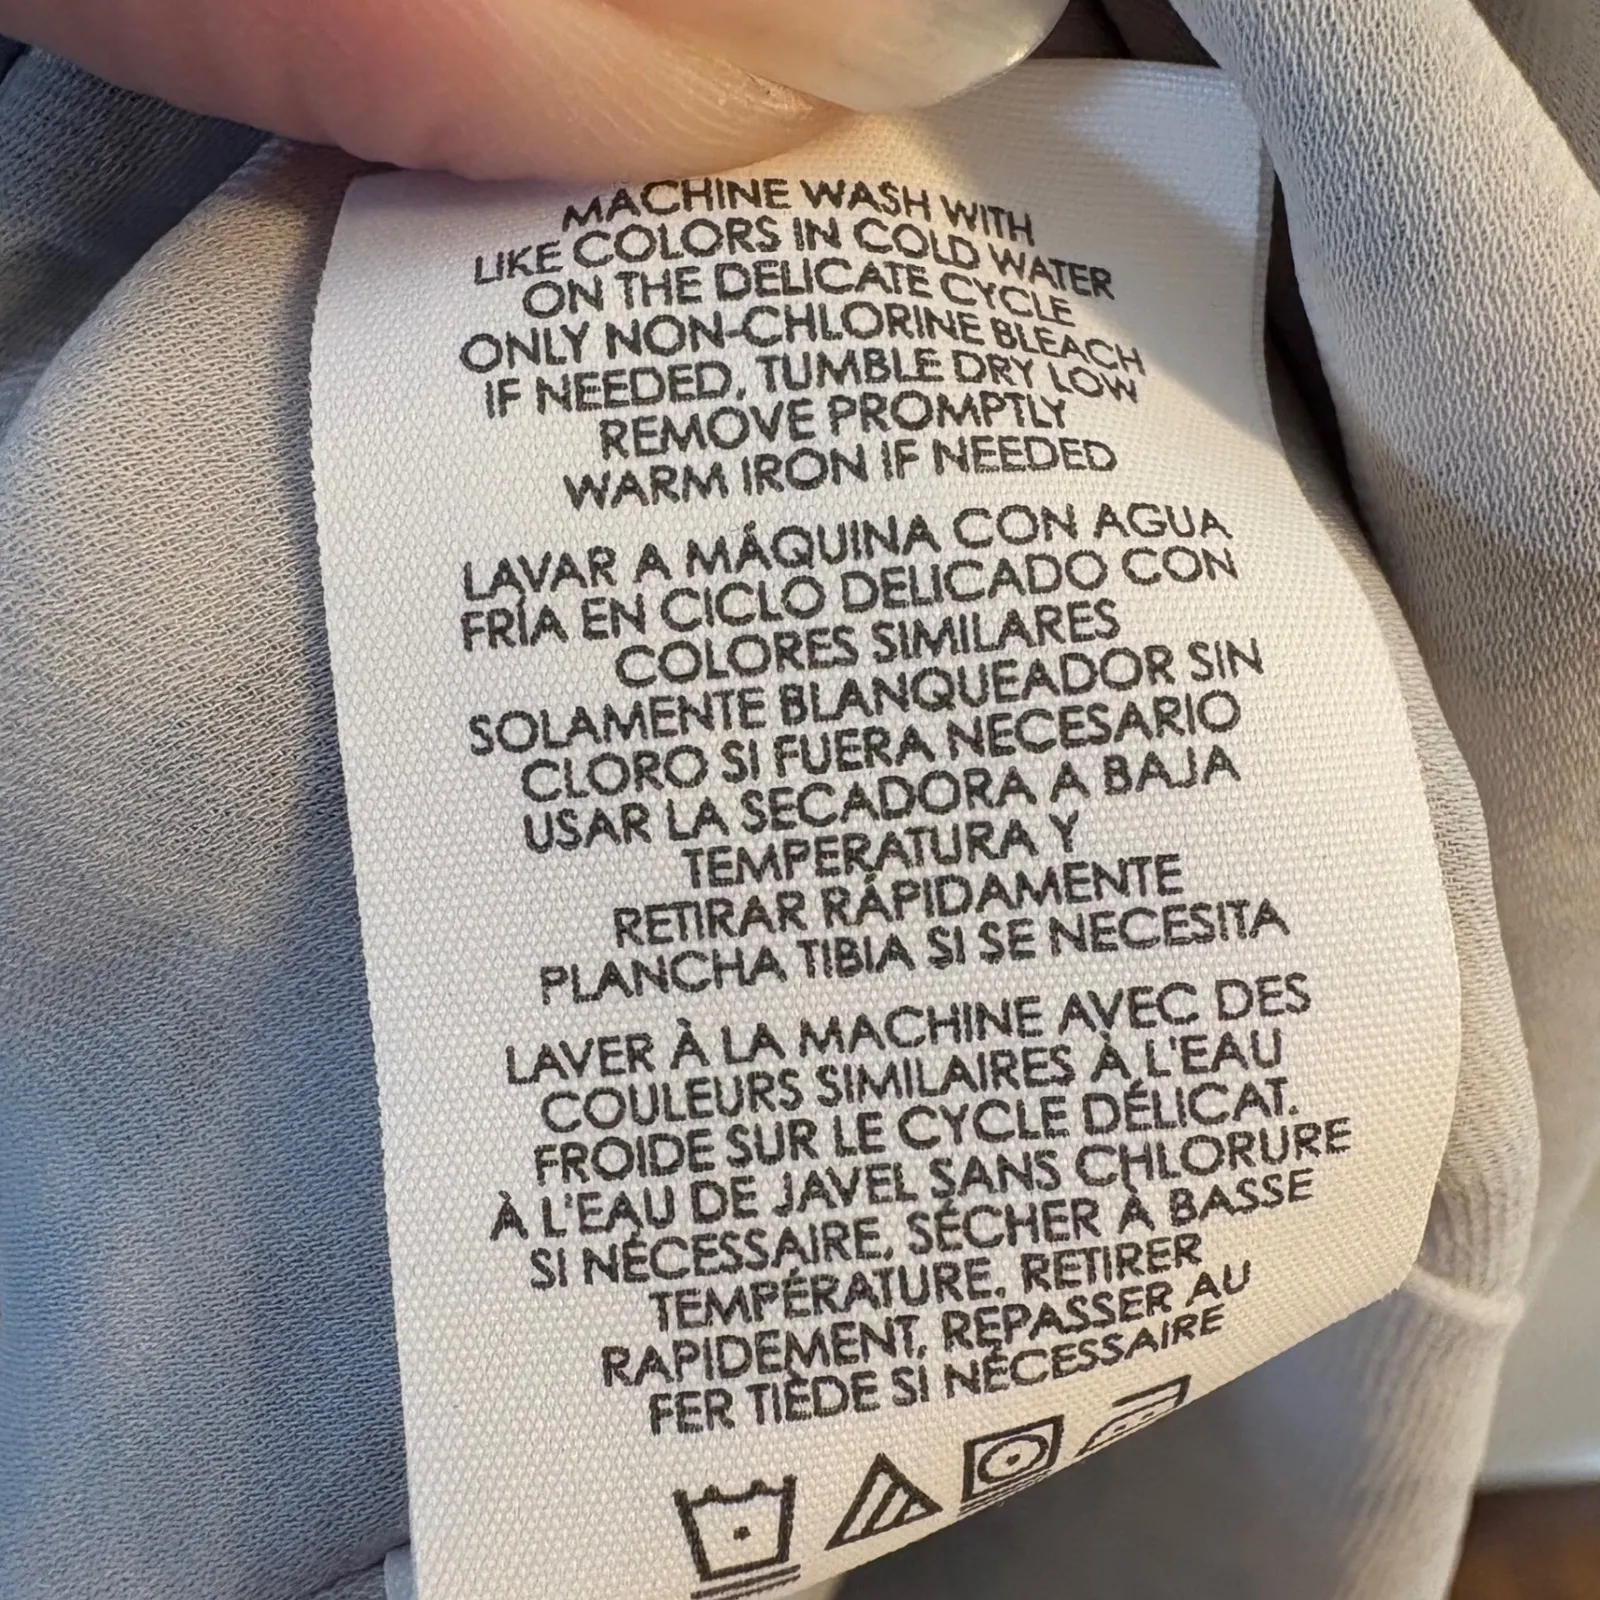 MACHINE WASH WITH
LIKE COLORS IN COLD WATER
ON THE DELICATE CYCLE
ONLY NON-CHLORINE BLEACH
IF NEEDED, TUMBLE DRY LOW
REMOVE PROMPTLY
WARM IRON IF NEEDED
LAVAR A MÁQUINA CON AGUA
FRÍA EN CICLO DELICADO CON
COLORES SIMILARES
SOLAMENTE BLANQUEADOR SIN
CLORO SI FUERA NECESARIO
USAR LA SECADORA A BAJA
TEMPERATURA Y
RETIRAR RÁPIDAMENTE
PLANCHA TIBIA SI SE NECESITA
LAVER À LA MACHINE AVEC DES
COULEURS SIMILAIRES À L'EAU
FROIDE SUR LE CYCLE DÉLICAT.
À L'EAU DE JAVEL SANS CHLORURE
SI NÉCESSAIRE, SÉCHER À BASSE
TEMPÉRATURE. RETIRER
RAPIDEMENT, REPASSER AU
FER TIÈDE SI NÉCESSAIRE